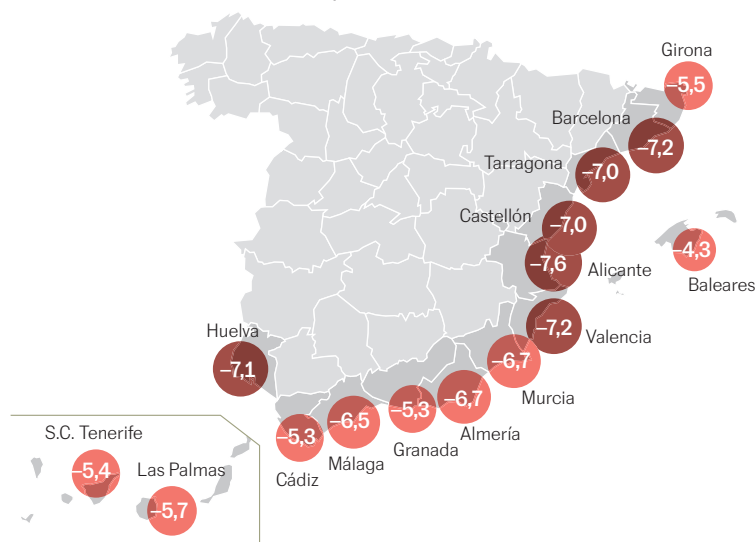 Girona
–5,5
Barcelona
–7,2
Tarragona
–7,0
Castellón
–7,0
–7,6
Alicante
–4,3
Baleares
–7,2
Valencia
Huelva
–7,1
–6,7
Murcia
–6,7
Almería
–5,3
Granada
–6,5
Málaga
–5,3
Cádiz
S.C. Tenerife
–5,4
Las Palmas
–5,7